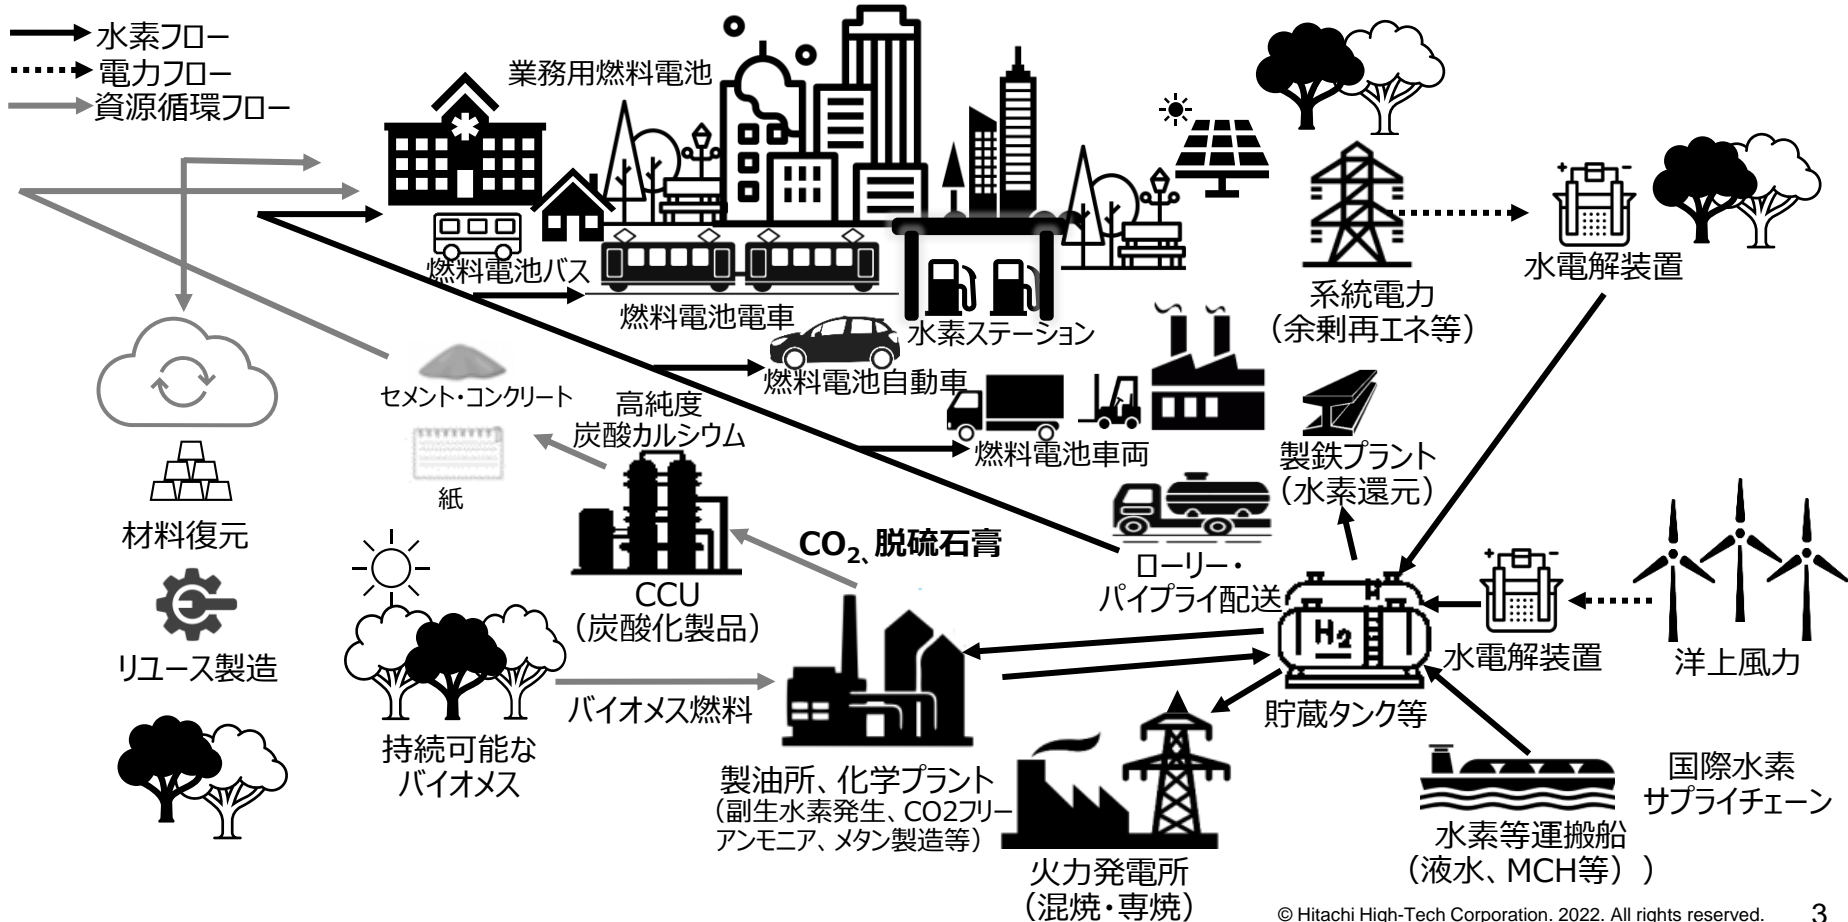 水素フロー
電力フロー
資源循環フロー
業務用燃料電池
燃料電池バス
燃料電池電車
水素ステーション
燃料電池自動車
燃料電池車両
系統電力
（余剰再エネ等）
水電解装置
セメント・コンクリート
紙
高純度
炭酸カルシウム
製鉄プラント
（水素還元）
材料復元
CO2、脱硫石膏
CCU
（炭酸化製品）
ローリー・
パイプライ配送
H2
貯蔵タンク等
水電解装置
洋上風力
リユース製造
バイオメス燃料
持続可能な
バイオメス
製油所、化学プラント
（副生水素発生、CO2フリー
アンモニア、メタン製造等）
火力発電所
（混焼・専焼）
国際水素
サプライチェーン
水素等運搬船
（液水、MCH等））
© Hitachi High-Tech Corporation. 2022. All rights reserved.
3